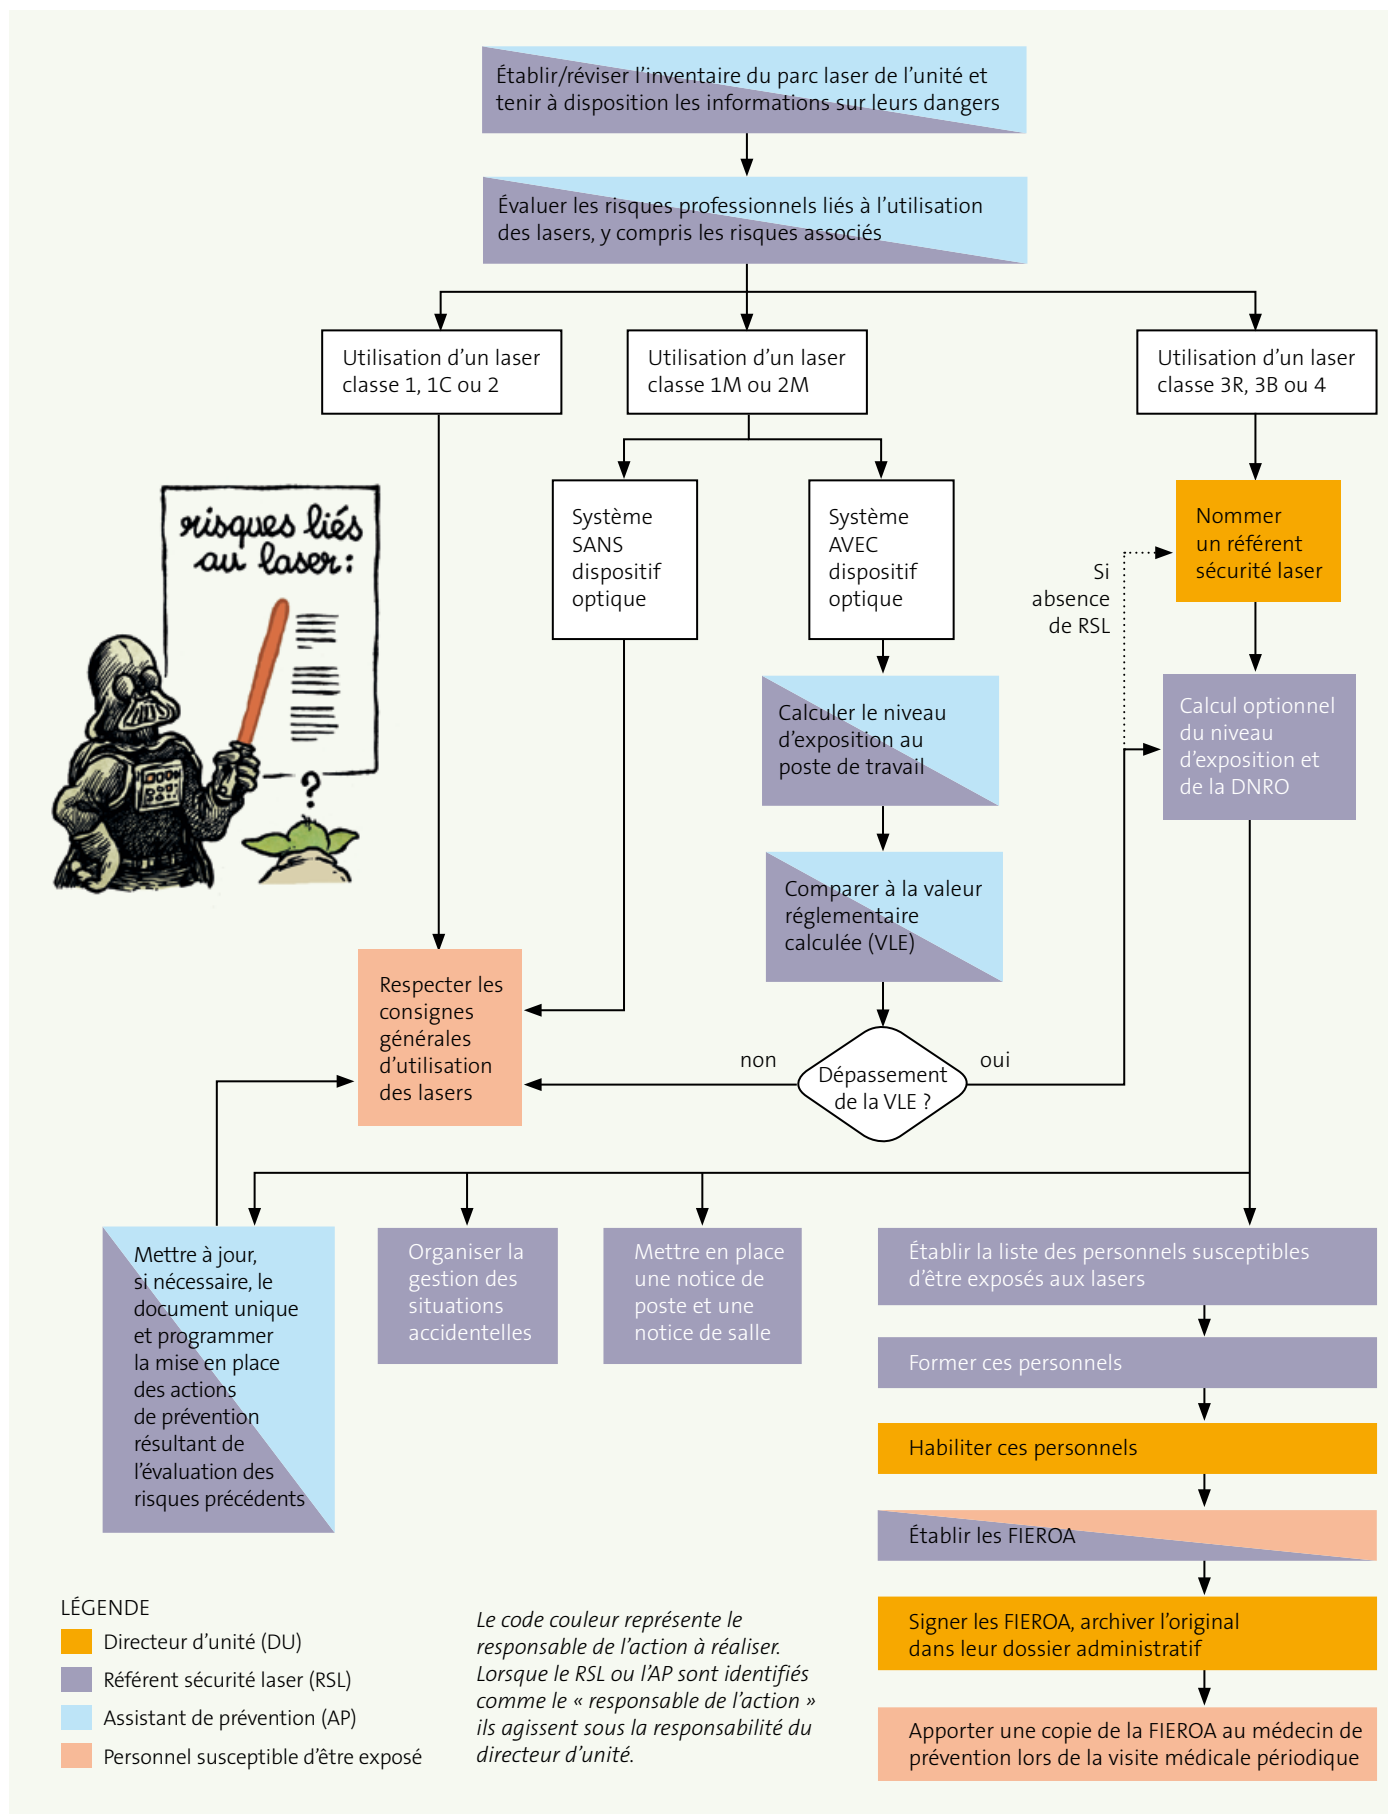 Établir/réviser l'inventaire du parc laser de l'unité et
tenir à disposition les informations sur leurs dangers
Évaluer les risques professionnels liés à l'utilisation
des lasers, y compris les risques associés
Utilisation d'un laser
classe 1, 1C ou 2
Utilisation d'un laser
classe 1M ou 2M
Utilisation d'un laser
classe 3R, 3B ou 4
risques liés
au laser :
?
Système
SANS
dispositif
optique
Système
AVEC
dispositif
optique
Nommer
un référent
sécurité laser
Si
absence
de RSL
Calculer le niveau
d'exposition au
poste de travail
Calcul optionnel
du niveau
d'exposition et
de la DNRO
Comparer à la valeur
réglementaire
calculée (VLE)
Respecter les
consignes
générales
d'utilisation
des lasers
non
Dépassement
de la VLE ?
oui
Mettre à jour,
si nécessaire, le
document unique
et programmer
la mise en place
des actions
de prévention
résultant de
l'évaluation des
risques précédents
Organiser la
gestion des
situations
accidentelles
Mettre en place
une notice de
poste et une
notice de salle
Établir la liste des personnels susceptibles
d'être exposés aux lasers
Former ces personnels
Habiliter ces personnels
Établir les FIEROA
Signer les FIEROA, archiver l'original
dans leur dossier administratif
Apporter une copie de la FIEROA au médecin de
prévention lors de la visite médicale périodique
LÉGENDE
Directeur d'unité (DU)
Référent sécurité laser (RSL)
Assistant de prévention (AP)
Personnel susceptible d'être exposé
Le code couleur représente le
responsable de l'action à réaliser.
Lorsque le RSL ou l'AP sont identifiés
comme le « responsable de l'action »
ils agissent sous la responsabilité du
directeur d'unité.